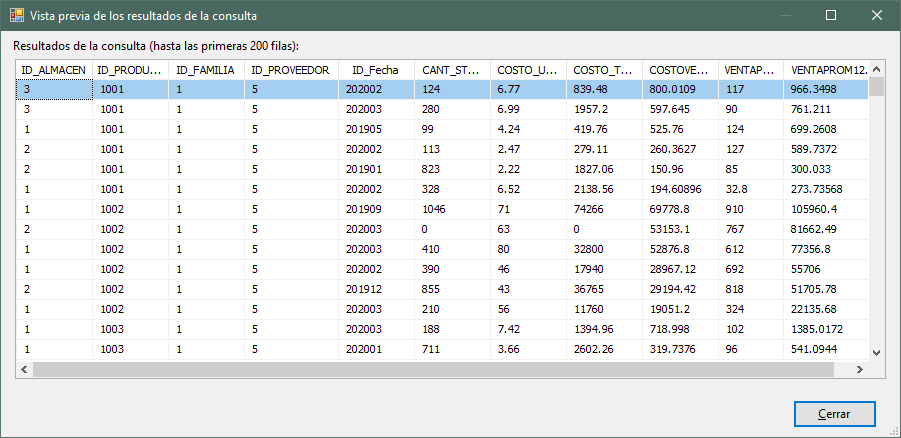 Vista previa de los resultados de la consulta
Resultados de la consulta (hasta las primeras 200 filas):
ID_ALMACEN ID_PRODU... ID_FAMILIA ID_PROVEEDOR ID_Fecha CANT_ST... COSTO_U... COSTO_T... COSTOVE... VENTAP... VENTAPROM12.
3 1001 1 5 202002 124 6.77 839.48 800.0109 117 966.3498
3 1001 1 5 202003 280 6.99 1957.2 597.645 90 761.211
1 1001 1 5 201905 99 4.24 419.76 525.76 124 699.2608
2 1001 1 5 202002 113 2.47 279.11 260.3627 127 589.7372
2 1001 1 5 201901 823 2.22 1827.06 150.96 85 300.033
1 1001 1 5 202002 328 6.52 2138.56 194.60896 32.8 273.73568
1 1002 1 5 201909 1046 71 74266 69778.8 910 105960.4
2 1002 1 5 202003 0 63 0 53153.1 767 81662.49
1 1002 1 5 202003 410 80 32800 52876.8 612 77356.8
1 1002 1 5 202002 390 46 17940 28967.12 692 55706
2 1002 1 5 201912 855 43 36765 29194.42 818 51705.78
1 1002 1 5 202003 210 56 11760 19051.2 324 22135.68
1 1003 1 5 202003 188 7.42 1394.96 718.998 102 1385.0172
1 1003 1 5 202001 711 3.66 2602.26 319.7376 96 541.0944
Cerrar